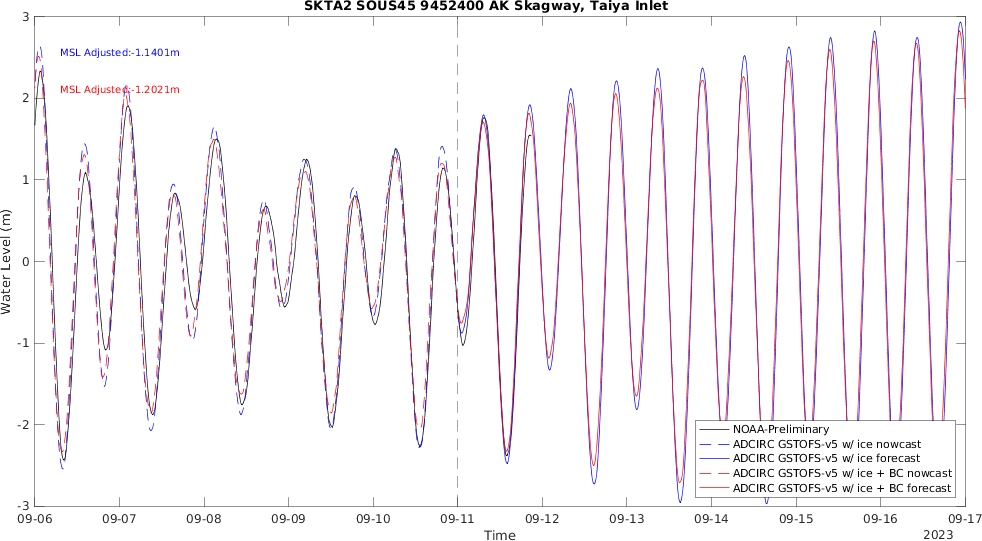 SKTA2 SOUS45 9452400 AK Skagway, Taiya Inlet
MSL Adjusted:-1.1401m
MSL Adjusted:-1.2021m
Water Level (m)
3
2
1
0
-1
-2
-3
NOAA-Preliminary
ADCIRC GSTOFS-v5 w/ ice nowcast
ADCIRC GSTOFS-v5 w/ ice forecast
ADCIRC GSTOFS-v5 w/ ice + BC nowcast
ADCIRC GSTOFS-v5 w/ ice + BC forecast
09-06 09-07 09-08 09-09 09-10 09-11 09-12 09-13 09-14 09-15 09-16 09-17
Time
2023